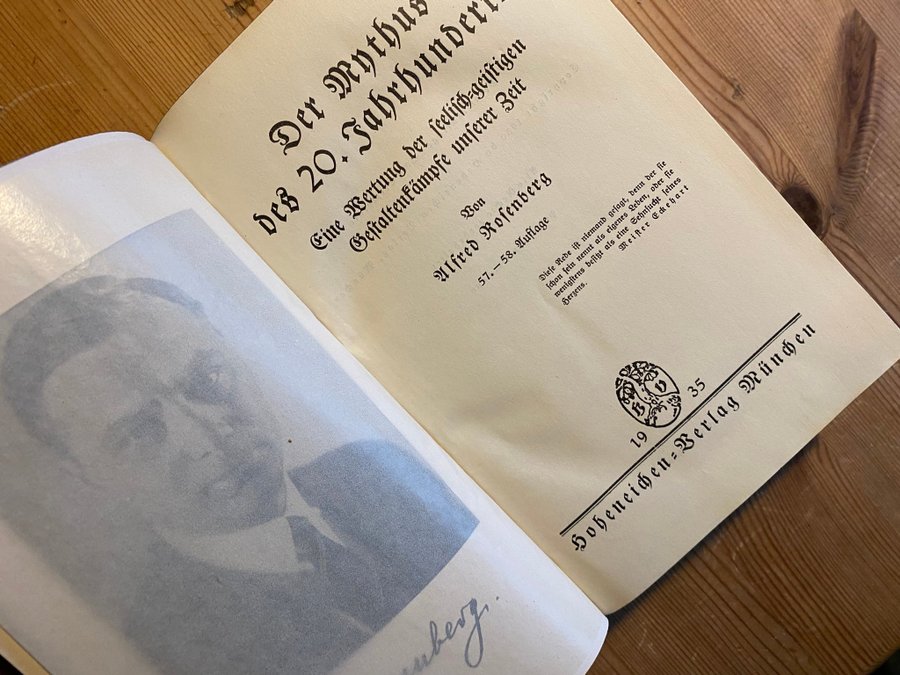 Der Mythus
des 20. Jahrhunderts
Eine Wertung der seelisch-geistigen
Gestaltenkämpfe unserer Zeit
Von
Alfred Rosenberg
57.–58. Auflage
Diese Rede ist niemand gesagt, denn der sie
schon sein nennt als eigenes Leben, oder sie
wenigstens besitzt als eine Sehnsucht seines
Herzens.
Meister Eckehart
19 35
Hoheneichen-Verlag München